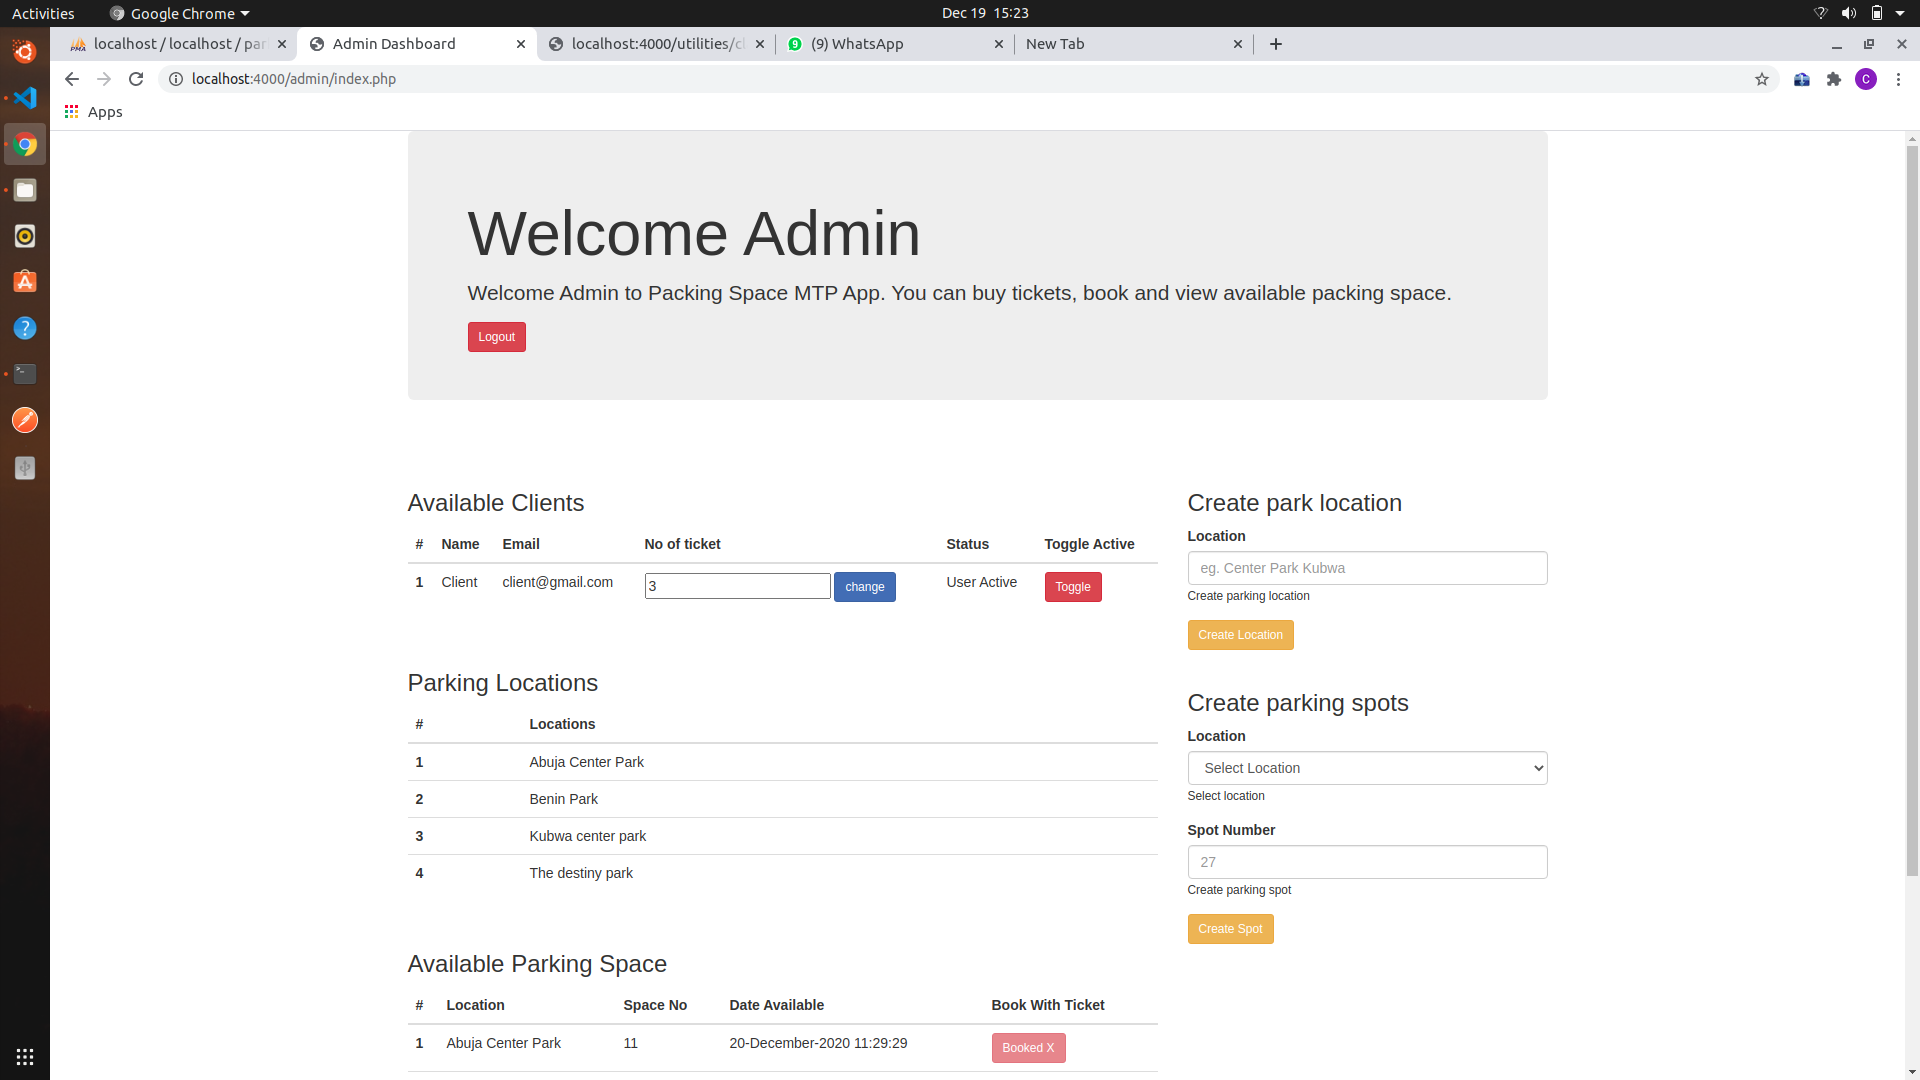 Activities Google Chrome Dec 19 15:23
localhost / localhost / par Admin Dashboard localhost:4000/utilities/cl (9) WhatsApp New Tab
localhost:4000/admin/index.php C
Apps
Welcome Admin
Welcome Admin to Packing Space MTP App. You can buy tickets, book and view available packing space.
Logout
Available Clients
# Name Email No of ticket Status Toggle Active
1 Client client@gmail.com 3 change User Active Toggle
Parking Locations
# Locations
1 Abuja Center Park
2 Benin Park
3 Kubwa center park
4 The destiny park
Available Parking Space
# Location Space No Date Available Book With Ticket
1 Abuja Center Park 11 20-December-2020 11:29:29 Booked X
Create park location
Location
eg. Center Park Kubwa
Create parking location
Create Location
Create parking spots
Location
Select Location
Select location
Spot Number
27
Create parking spot
Create Spot